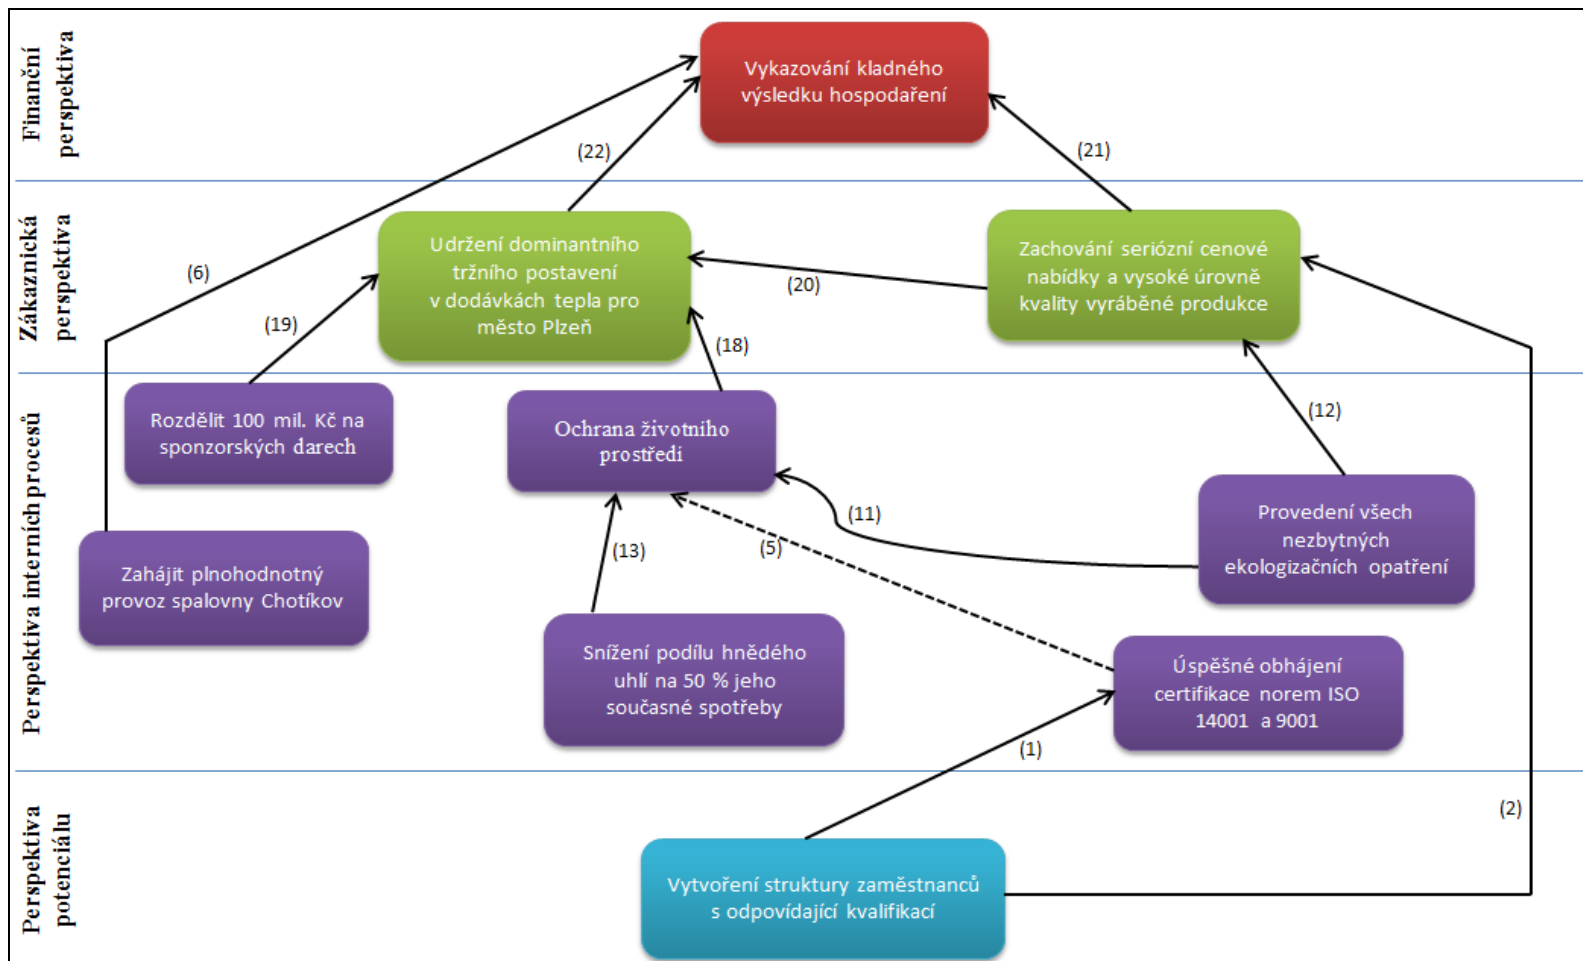 Finanční
perspektiva
Vykazování kladného
výsledku hospodaření
(22)
(21)
Zákaznická
perspektiva
(6)
Udržení dominantního
tržního postavení
v dodávkách tepla pro
město Plzeň
Zachování seriózní cenové
nabídky a vysoké úrovně
kvality vyráběné produkce
(20)
(19)
(18)
Perspektiva interních procesů
Rozdělit 100 mil. Kč na
sponzorských darech
Ochrana životního
prostředi
(12)
(11)
(13)
(5)
Provedení všech
nezbytných
ekologizačních opatření
Zahájit plnohodnotný
provoz spalovny Chotíkov
Snížení podílu hnědého
uhlí na 50 % jeho
současné spotřeby
Úspěšné obhájení
certifikace norem ISO
14001 a 9001
(1)
Perspektiva
potenciálu
(2)
Vytvoření struktury zaměstnanců
s odpovídající kvalifikací